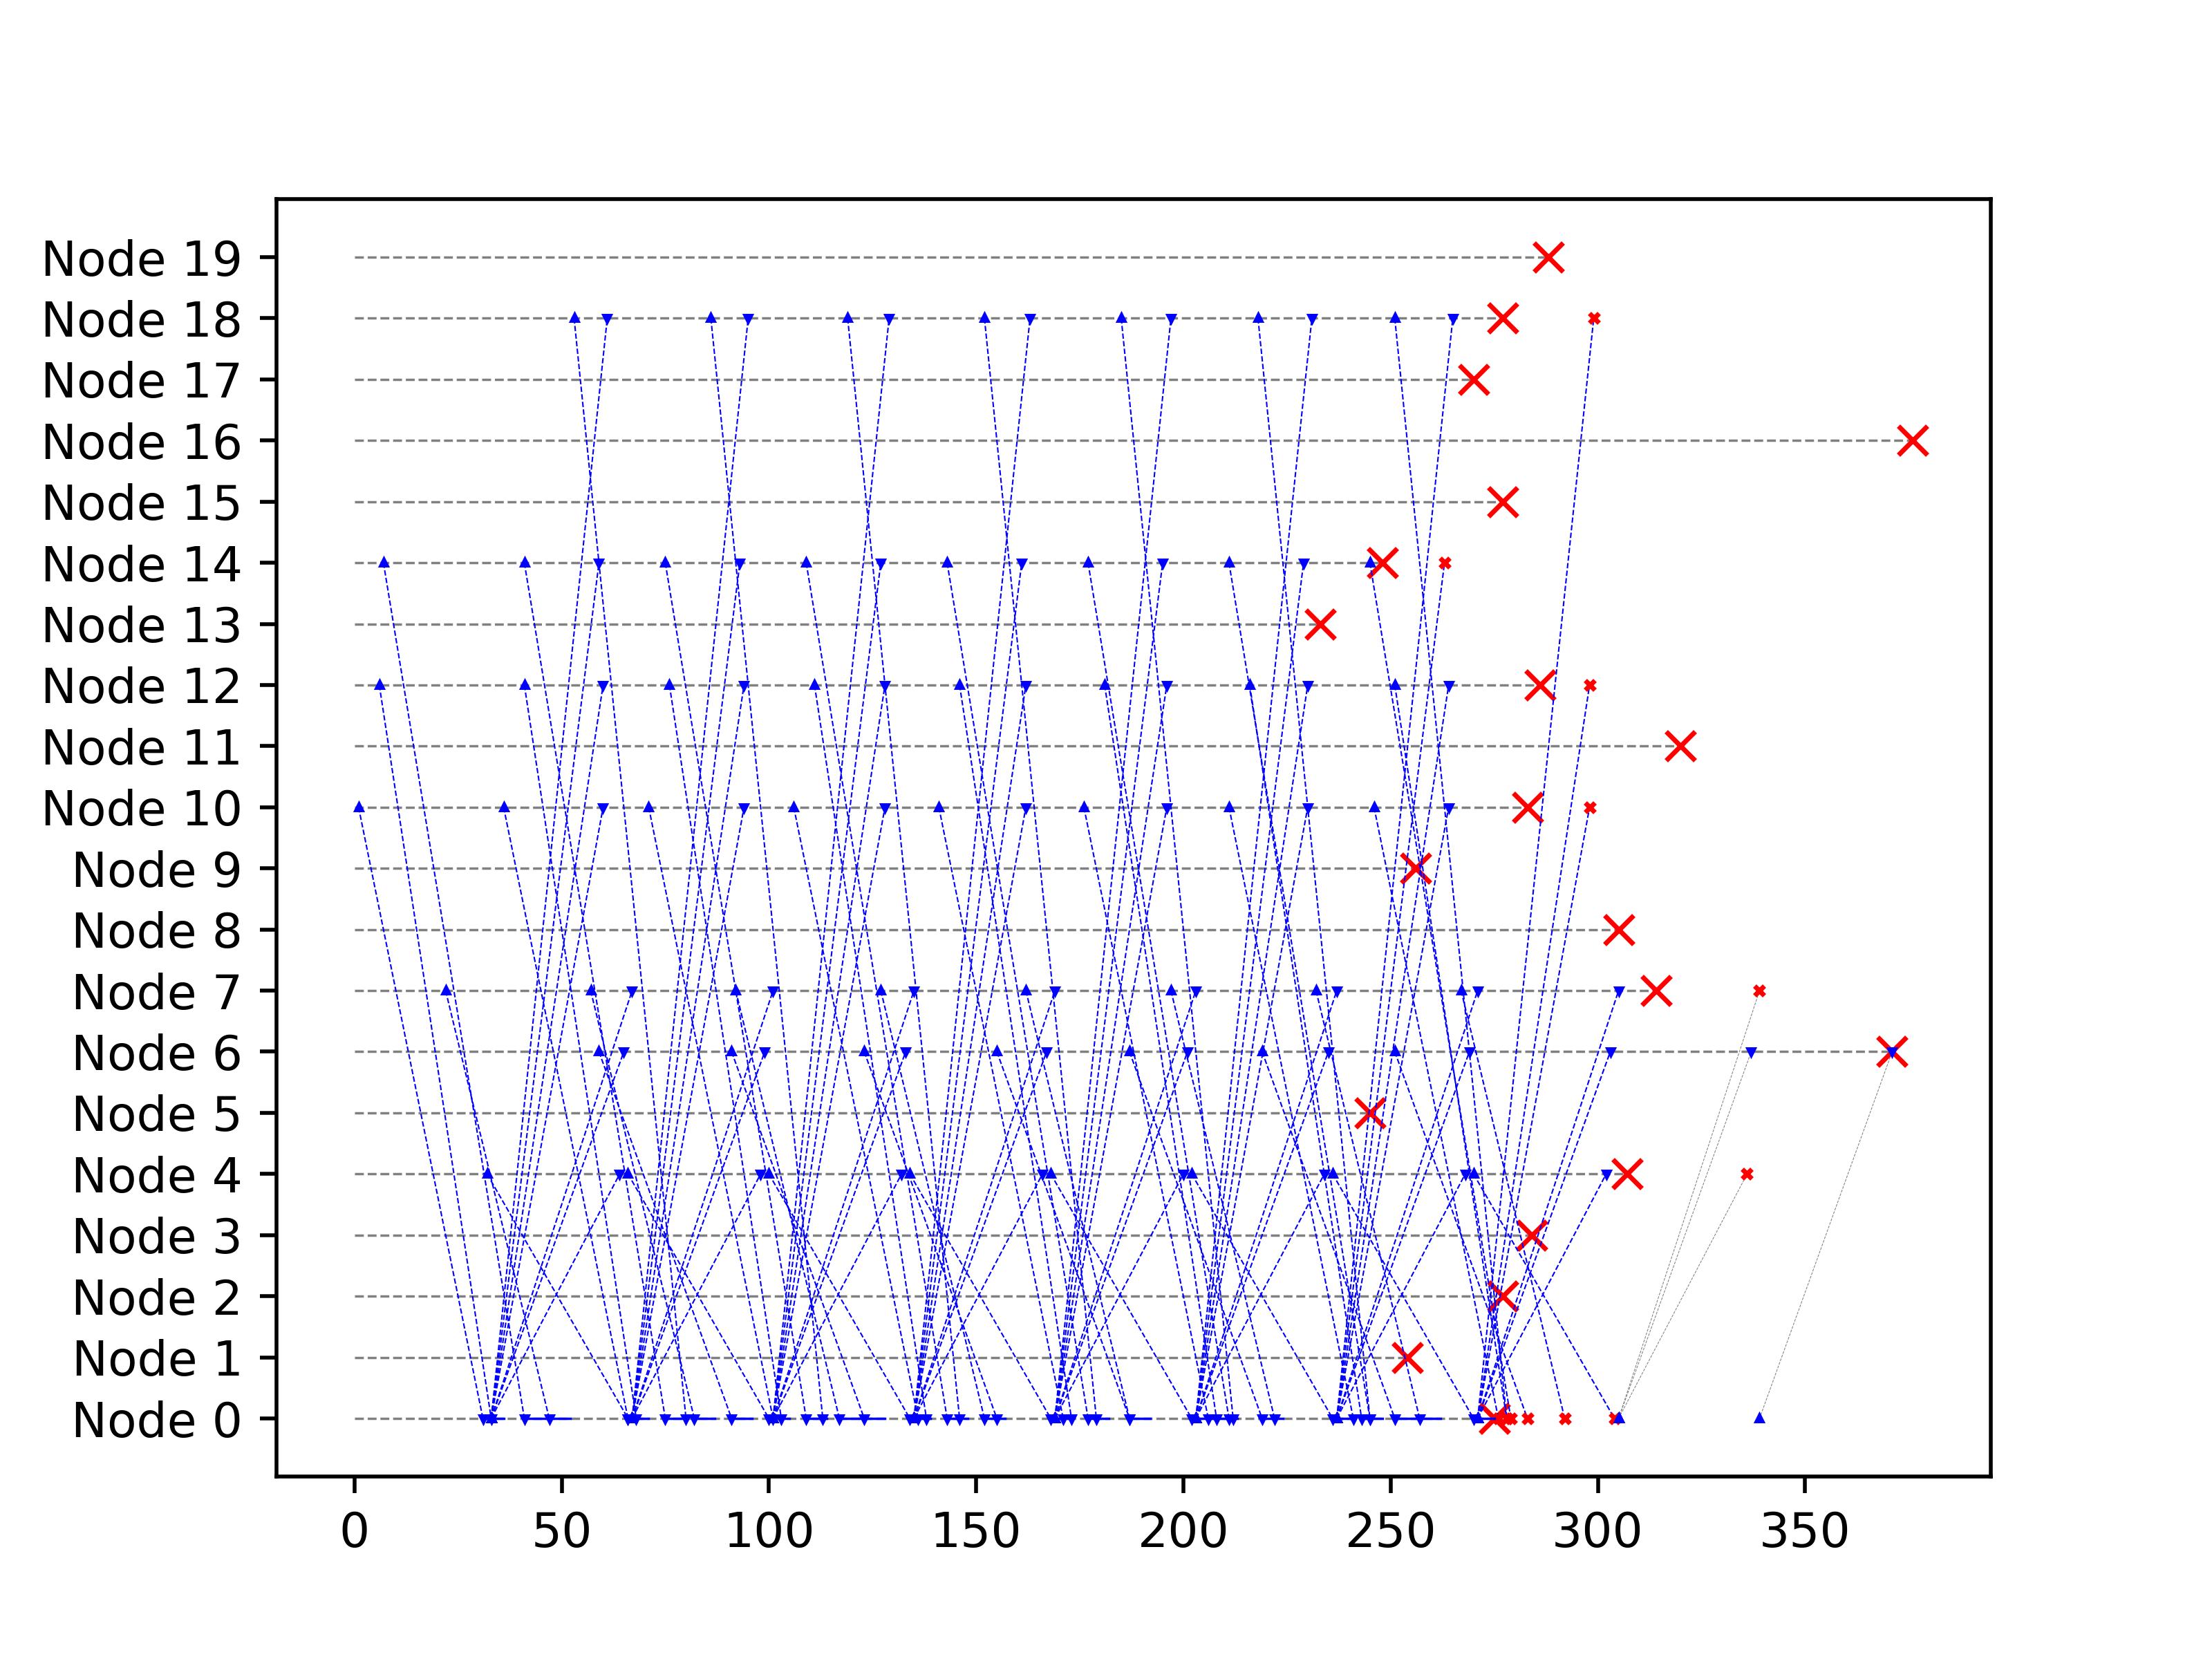 Node 19
Node 18
Node 17
Node 16
Node 15
Node 14
Node 13
Node 12
Node 11
Node 10
Node 9
Node 8
Node 7
Node 6
Node 5
Node 4
Node 3
Node 2
Node 1
Node 0
0 50 100 150 200 250 300 350